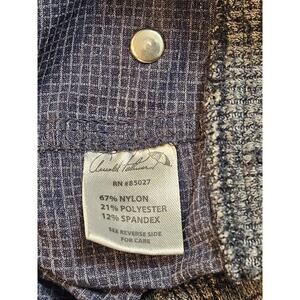 Arnold Palmer
RN #85027
67% NYLON
21% POLYESTER
12% SPANDEX
SEE REVERSE SIDE
FOR CARE